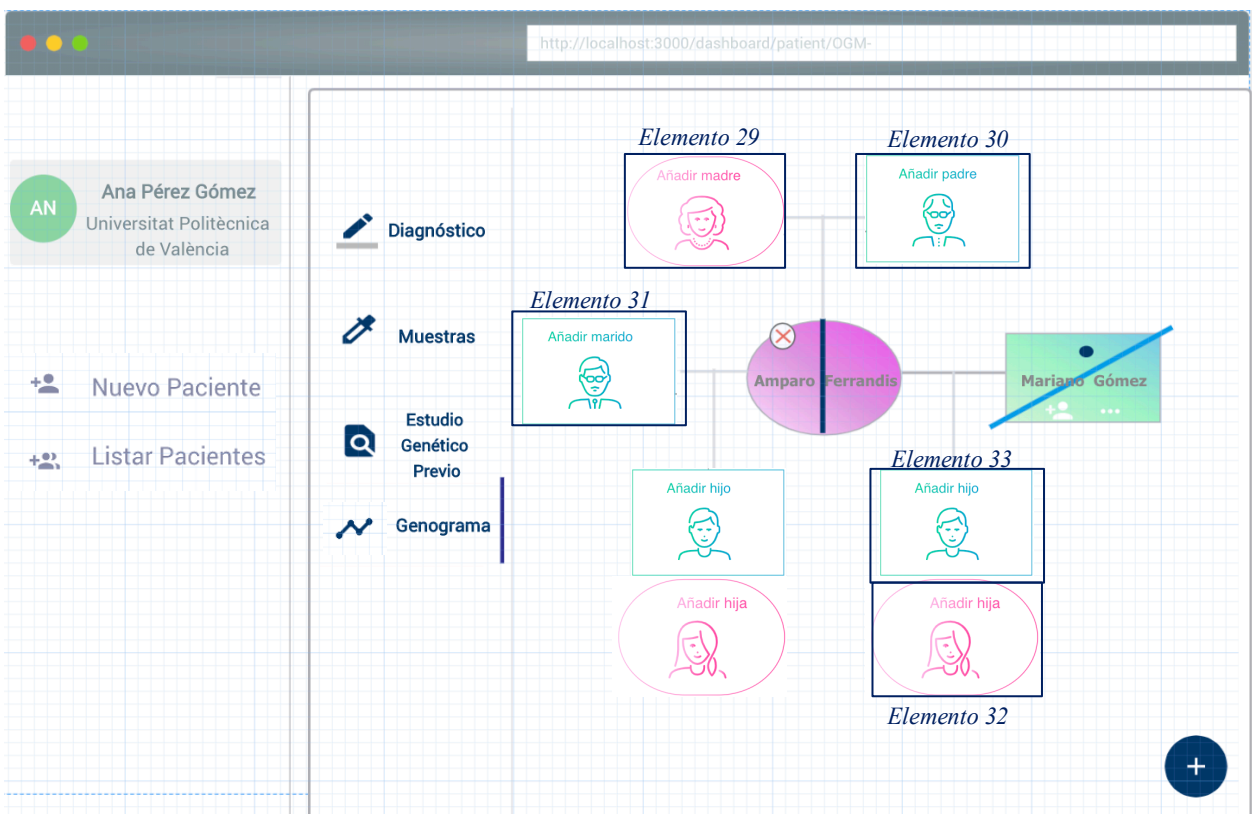 http://localhost:3000/dashboard/patient/OGM-
AN
Ana Pérez Gómez
Universitat Politècnica
de València
Nuevo Paciente
Listar Pacientes
Diagnóstico
Muestras
Estudio
Genético
Previo
Genograma
Elemento 29
Añadir madre
Elemento 30
Añadir padre
Elemento 31
Añadir marido
Amparo Ferrandis
Mariano Gómez
Añadir hijo
Añadir hija
Elemento 33
Añadir hijo
Añadir hija
Elemento 32